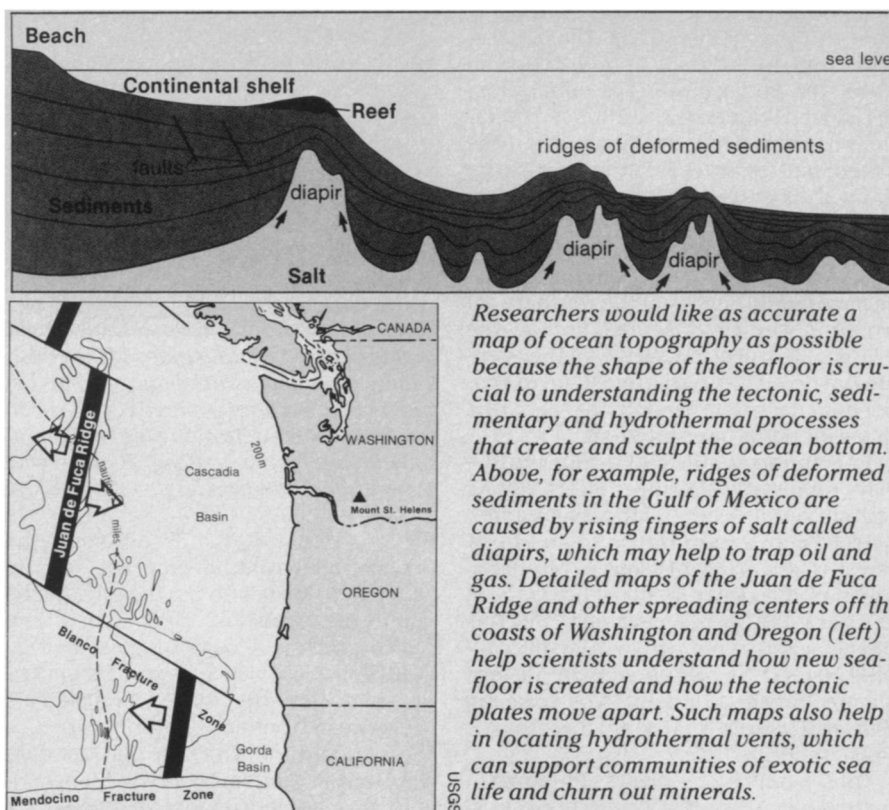 Beach
sea leve
Continental shelf
Reef
ridges of deformed sediments
faults
Sediments
diapir
diapir
diapir
Salt
CANADA
WASHINGTON
Juan de Fuca Ridge
nautical
miles
200m
Cascadia
Basin
Mount St. Helens
OREGON
Blanco
Fracture
Zone
Gorda
Basin
CALIFORNIA
Mendocino Fracture Zone
USGS
Researchers would like as accurate a
map of ocean topography as possible
because the shape of the seafloor is cru-
cial to understanding the tectonic, sedi-
mentary and hydrothermal processes
that create and sculpt the ocean bottom.
Above, for example, ridges of deformed
sediments in the Gulf of Mexico are
caused by rising fingers of salt called
diapirs, which may help to trap oil and
gas. Detailed maps of the Juan de Fuca
Ridge and other spreading centers off th
coasts of Washington and Oregon (left)
help scientists understand how new sea-
floor is created and how the tectonic
plates move apart. Such maps also help
in locating hydrothermal vents, which
can support communities of exotic sea
life and churn out minerals.